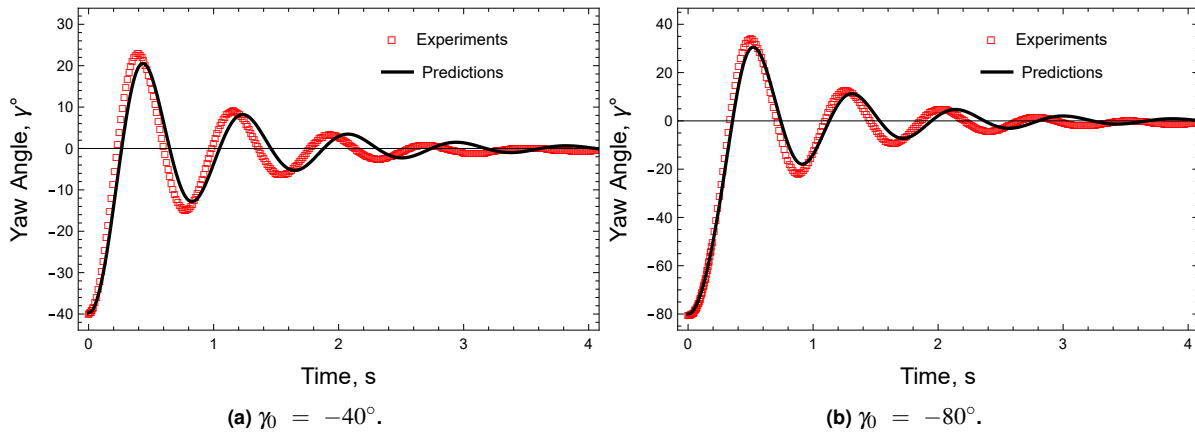 30
20
10
0
−10
−20
−30
−40
0
1
2
3
4
Yaw Angle, γ°
Time, s
Experiments
Predictions
(a) γ₀ = −40°.
40
20
0
−20
−40
−60
−80
0
1
2
3
4
Yaw Angle, γ°
Time, s
Experiments
Predictions
(b) γ₀ = −80°.